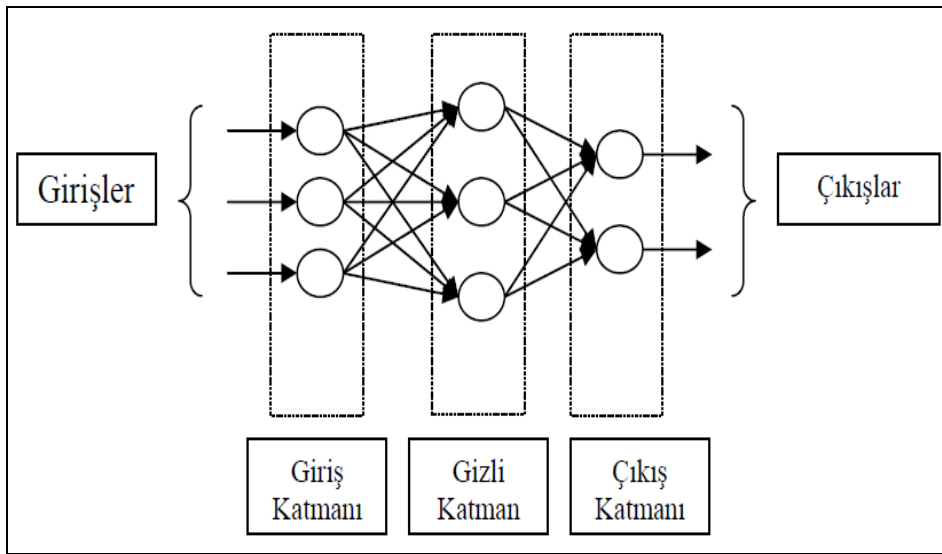 Girişler
Çıkışlar
Giriş
Katmanı
Gizli
Katman
Çıkış
Katmanı